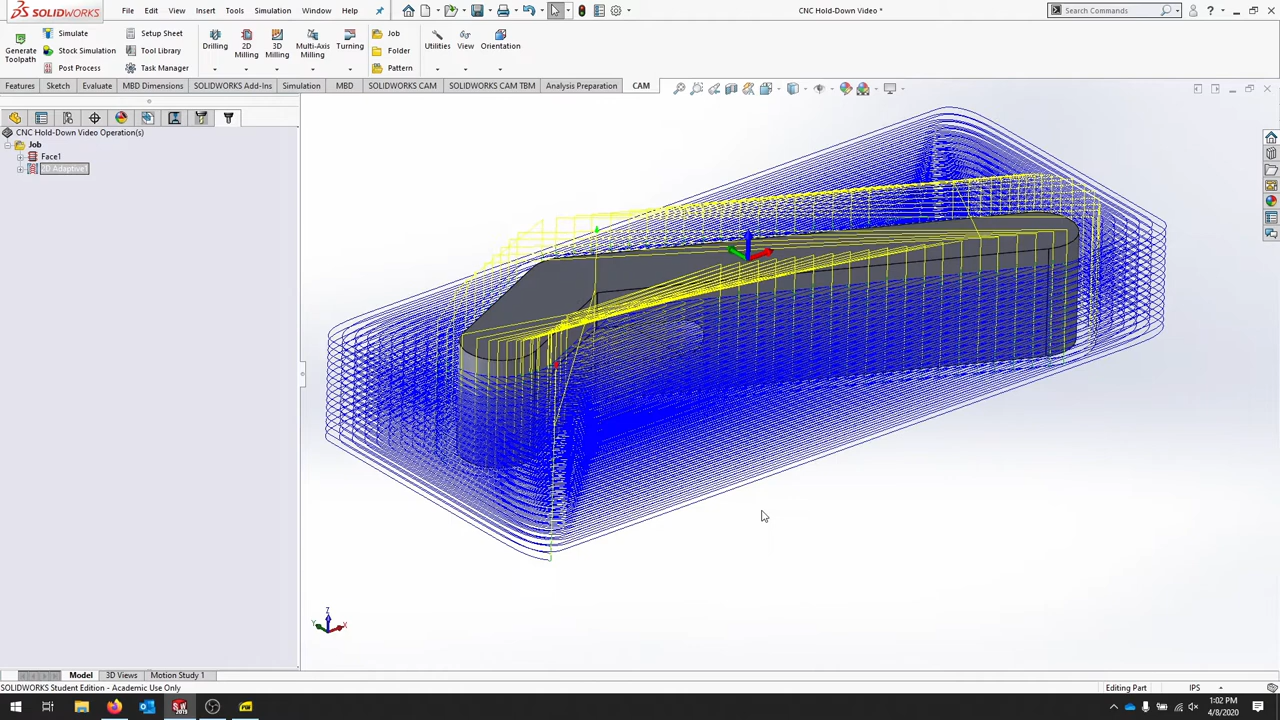 SOLIDWORKS
File Edit View Insert Tools Simulation Window Help
CNC Hold-Down Video *
Search Commands
Generate Toolpath
Simulate
Stock Simulation
Post Process
Setup Sheet
Tool Library
Task Manager
Drilling
2D Milling
3D Milling
Multi-Axis Milling
Turning
Job
Folder
Pattern
Utilities
View
Orientation
Features Sketch Evaluate MBD Dimensions SOLIDWORKS Add-Ins Simulation MBD SOLIDWORKS CAM SOLIDWORKS CAM TBM Analysis Preparation CAM
CNC Hold-Down Video Operation(s)
Job
Face1
2D Adaptive1
Z
Y
X
Model 3D Views Motion Study 1
SOLIDWORKS Student Edition - Academic Use Only
Editing Part
IPS
1:02 PM
4/8/2020